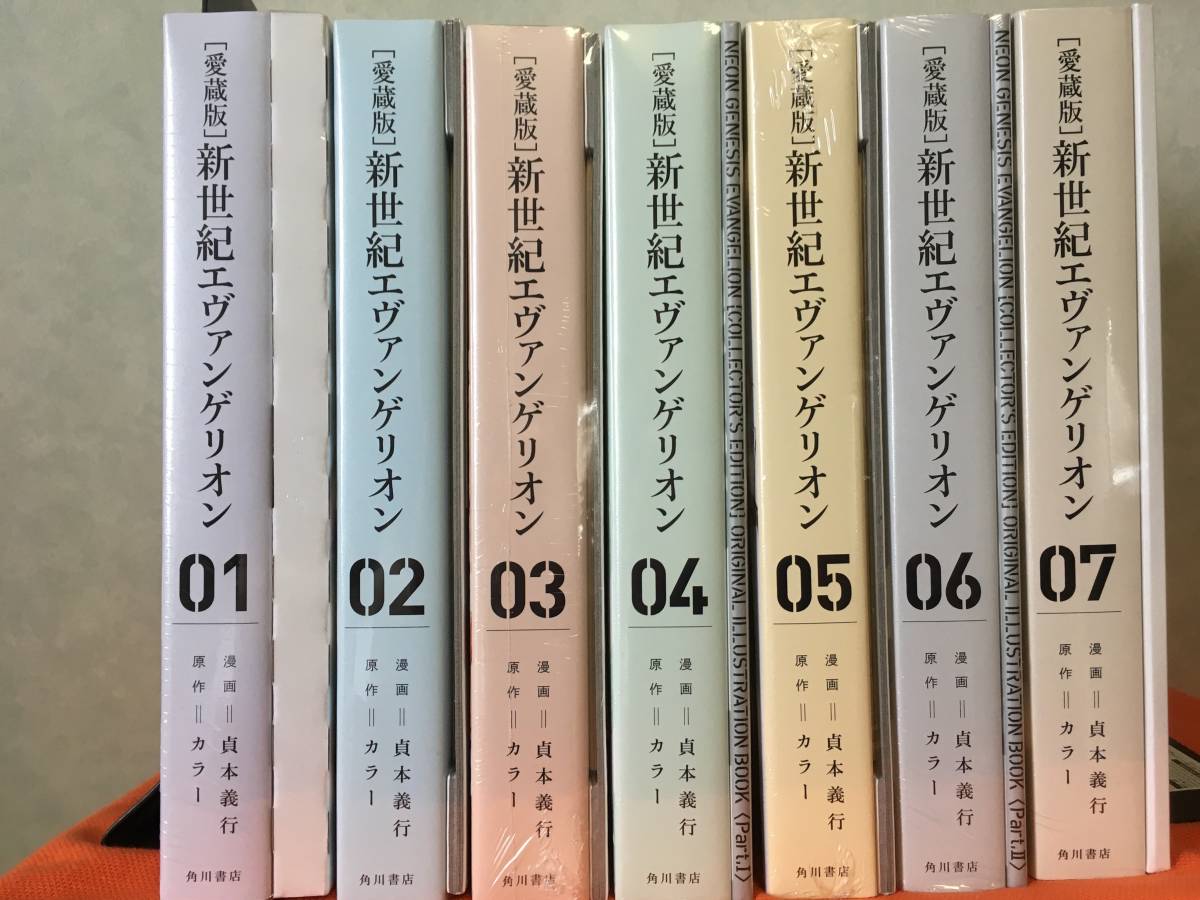 [愛蔵版]新世紀エヴァンゲリオン
01
漫画=貞本義行
原作=カラー
角川書店
[愛蔵版]新世紀エヴァンゲリオン
02
漫画=貞本義行
原作=カラー
角川書店
[愛蔵版]新世紀エヴァンゲリオン
03
漫画=貞本義行
原作=カラー
角川書店
[愛蔵版]新世紀エヴァンゲリオン
04
漫画=貞本義行
原作=カラー
角川書店
NEON GENESIS EVANGELION [COLLECTOR'S EDITION] ORIGINAL ILLUSTRATION BOOK 〈Part.I〉
[愛蔵版]新世紀エヴァンゲリオン
05
漫画=貞本義行
原作=カラー
角川書店
[愛蔵版]新世紀エヴァンゲリオン
06
漫画=貞本義行
原作=カラー
角川書店
NEON GENESIS EVANGELION [COLLECTOR'S EDITION] ORIGINAL ILLUSTRATION BOOK 〈Part.II〉
[愛蔵版]新世紀エヴァンゲリオン
07
漫画=貞本義行
原作=カラー
角川書店